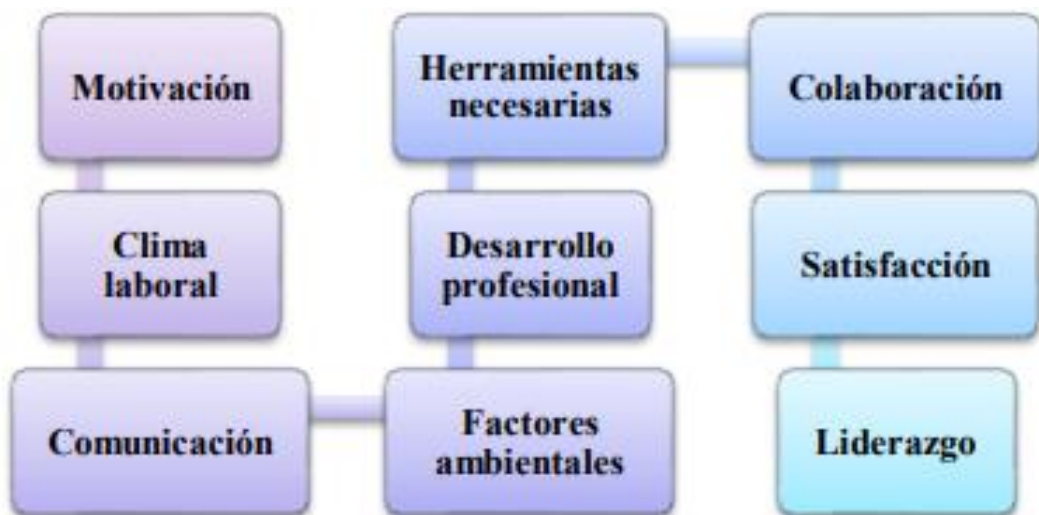 Motivación
Clima
laboral
Comunicación
Factores
ambientales
Desarrollo
profesional
Herramientas
necesarias
Colaboración
Satisfacción
Liderazgo